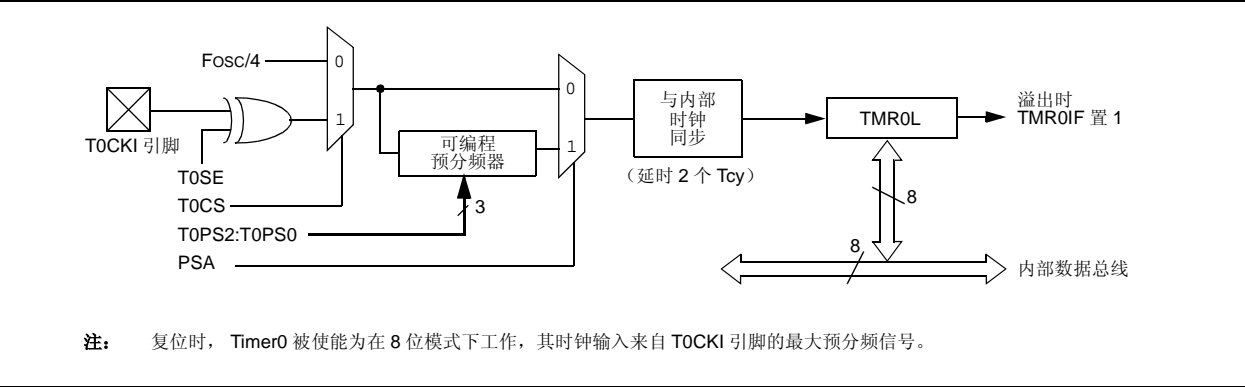 Fosc/4
0
1
T0CKI 引脚
T0SE
T0CS
T0PS2:T0PS0
PSA
可编程
预分频器
3
0
1
与内部
时钟
同步
（延时 2 个 Tcy）
TMR0L
溢出时
TMR0IF 置 1
8
8
内部数据总线
注： 复位时， Timer0 被使能为在 8 位模式下工作，其时钟输入来自 T0CKI 引脚的最大预分频信号。